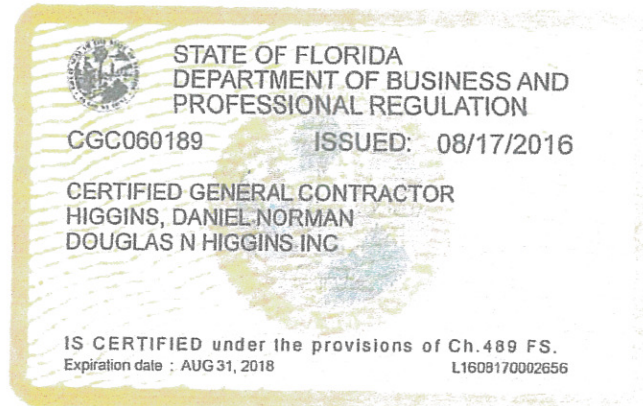 STATE OF FLORIDA
DEPARTMENT OF BUSINESS AND
PROFESSIONAL REGULATION
CGC060189 ISSUED: 08/17/2016
CERTIFIED GENERAL CONTRACTOR
HIGGINS, DANIEL NORMAN
DOUGLAS N HIGGINS INC
IS CERTIFIED under the provisions of Ch.489 FS.
Expiration date : AUG 31, 2018 L1608170002656